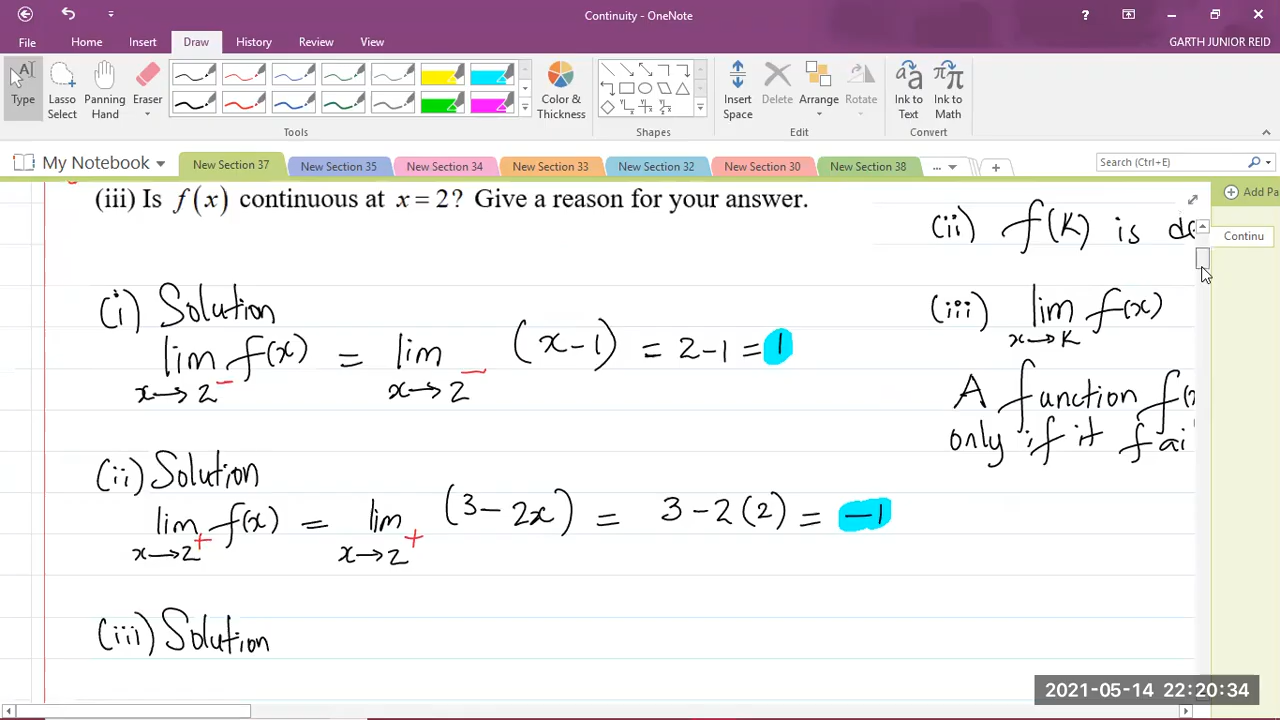 Continuity - OneNote
?
GARTH JUNIOR REID
File Home Insert Draw History Review View
Type
Lasso Select
Panning Hand
Eraser
Color & Thickness
Insert Space
Delete
Arrange
Rotate
Ink to Text
Ink to Math
Tools
Shapes
Edit
Convert
My Notebook
New Section 37
New Section 35
New Section 34
New Section 33
New Section 32
New Section 30
New Section 38
...
Search (Ctrl+E)
Add Pa
Continu
(iii) Is f(x) continuous at x = 2? Give a reason for your answer.
(i) Solution
lim x→2⁻ f(x) = lim x→2⁻ (x−1) = 2−1 = 1
(ii) Solution
lim x→2⁺ f(x) = lim x→2⁺ (3−2x) = 3−2(2) = −1
(iii) Solution
(ii) f(K) is de
(iii) lim x→K f(x)
A function f(x
only if it fai
2021-05-14 22:20:34